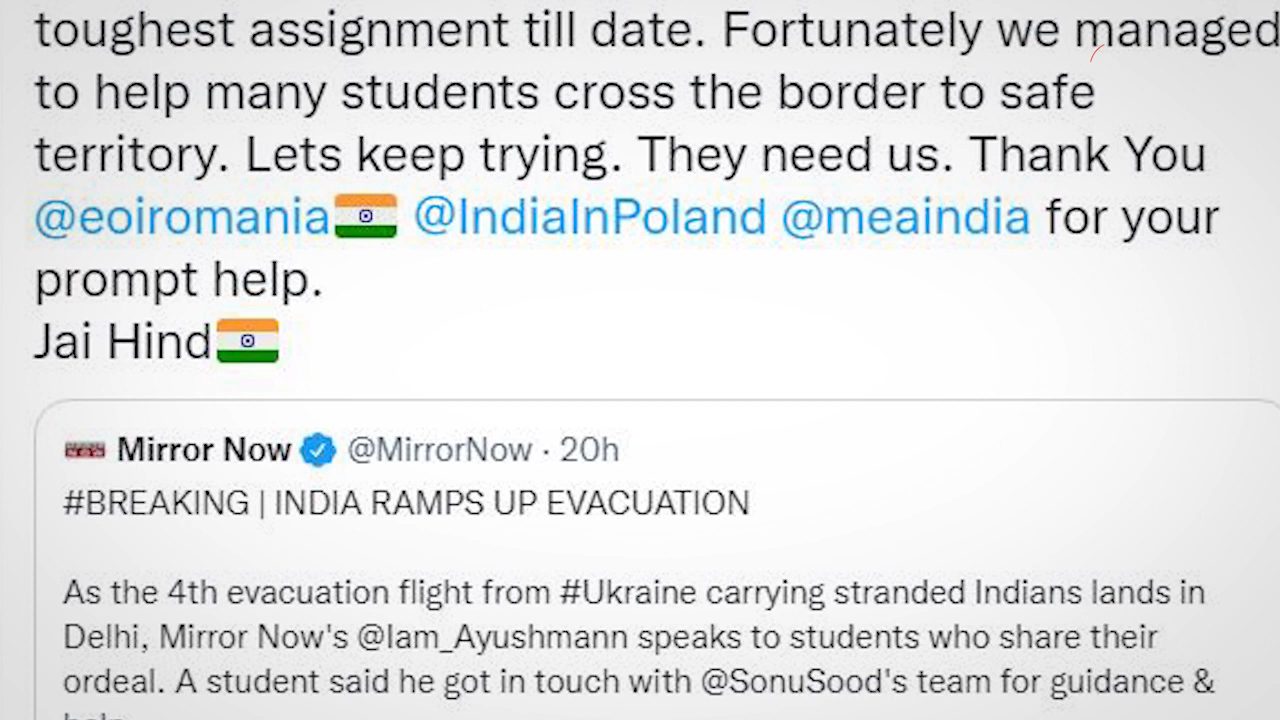 toughest assignment till date. Fortunately we managed
to help many students cross the border to safe
territory. Lets keep trying. They need us. Thank You
@eoiromania🇮🇳 @IndiaInPoland @meaindia for your
prompt help.
Jai Hind🇮🇳
Mirror Now @MirrorNow · 20h
#BREAKING | INDIA RAMPS UP EVACUATION
As the 4th evacuation flight from #Ukraine carrying stranded Indians lands in
Delhi, Mirror Now's @Iam_Ayushmann speaks to students who share their
ordeal. A student said he got in touch with @SonuSood's team for guidance &